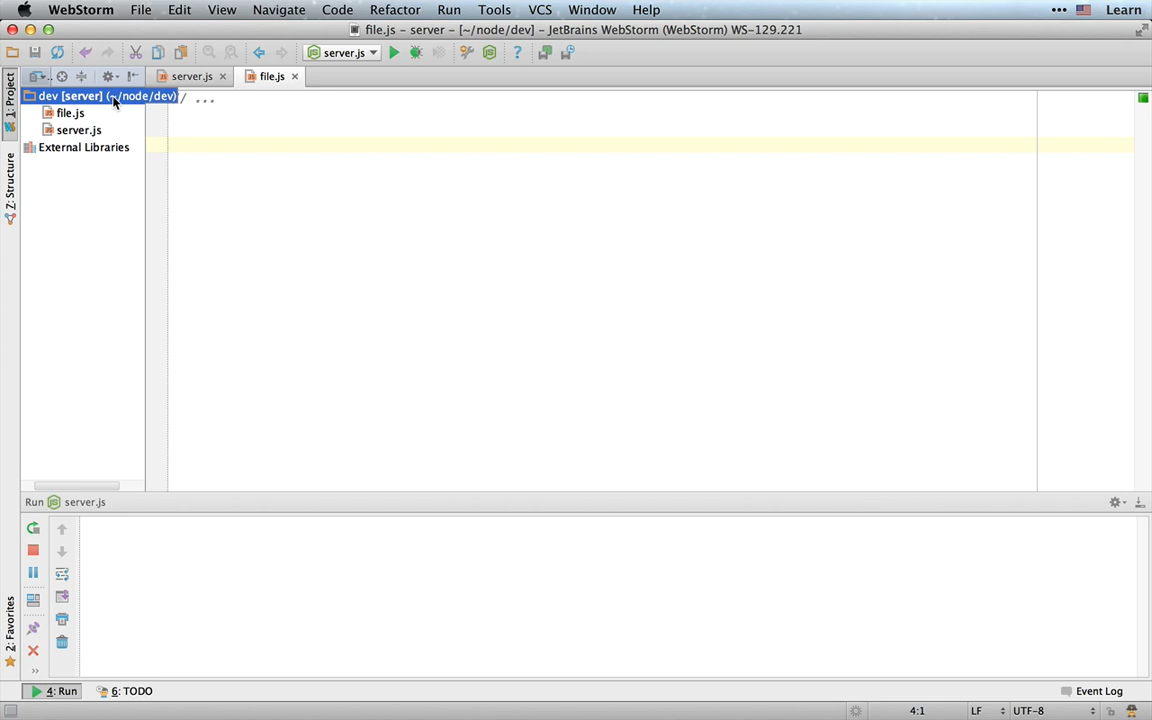 WebStorm File Edit View Navigate Code Refactor Run Tools VCS Window Help ••• Learn
file.js – server – [~/node/dev] – JetBrains WebStorm (WebStorm) WS-129.221
server.js
server.js file.js
1: Project
dev [server] (~/node/dev)
/ ...
file.js
server.js
External Libraries
Z: Structure
Run server.js
2: Favorites
4: Run 6: TODO Event Log
4:1 LF UTF-8